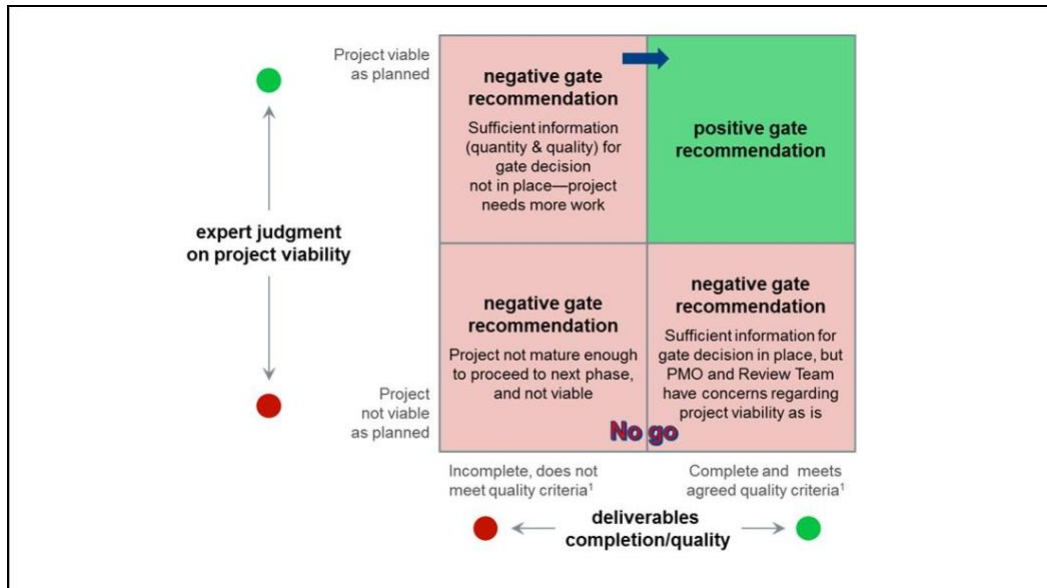 Project viable
as planned
negative gate
recommendation
Sufficient information
(quantity & quality) for
gate decision
not in place—project
needs more work
positive gate
recommendation
expert judgment
on project viability
negative gate
recommendation
Project not mature enough
to proceed to next phase,
and not viable
negative gate
recommendation
Sufficient information for
gate decision in place, but
PMO and Review Team
have concerns regarding
project viability as is
Project
not viable
as planned
No go
Incomplete, does not
meet quality criteria¹
Complete and meets
agreed quality criteria¹
deliverables
completion/quality